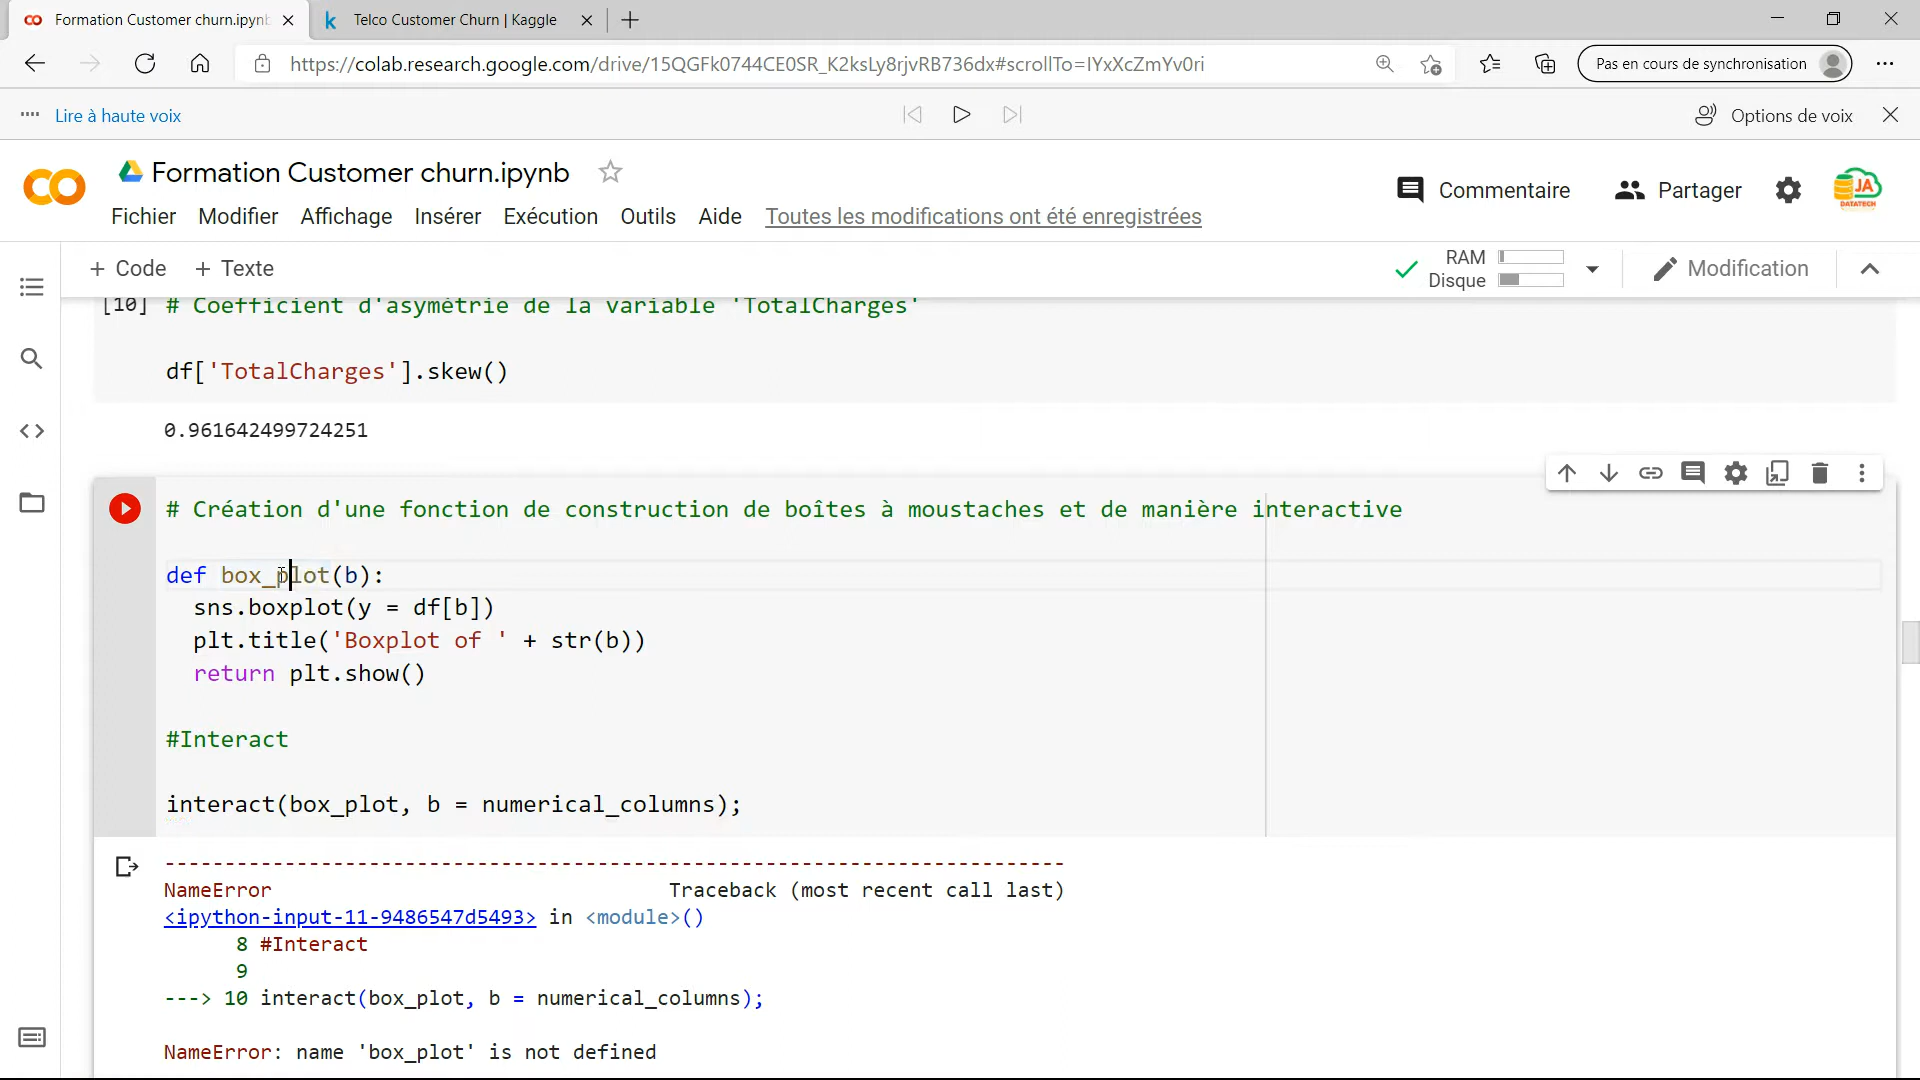 Formation Customer churn.ipynb
Telco Customer Churn | Kaggle
https://colab.research.google.com/drive/15QGFk0744CE0SR_K2ksLy8rjvRB736dx#scrollTo=IYxXcZmYv0ri
Pas en cours de synchronisation
Lire à haute voix
Options de voix
Formation Customer churn.ipynb
Commentaire
Partager
JA
DATATECH
Fichier Modifier Affichage Insérer Exécution Outils Aide Toutes les modifications ont été enregistrées
+ Code + Texte
RAM
Disque
Modification
[10] # Coefficient d'asymétrie de la variable 'TotalCharges'
df['TotalCharges'].skew()
0.961642499724251
# Création d'une fonction de construction de boîtes à moustaches et de manière interactive
def box_plot(b):
sns.boxplot(y = df[b])
plt.title('Boxplot of ' + str(b))
return plt.show()
#Interact
interact(box_plot, b = numerical_columns);
---------------------------------------------------------------------------
NameError Traceback (most recent call last)
<ipython-input-11-9486547d5493> in <module>()
8 #Interact
9
---> 10 interact(box_plot, b = numerical_columns);
NameError: name 'box_plot' is not defined